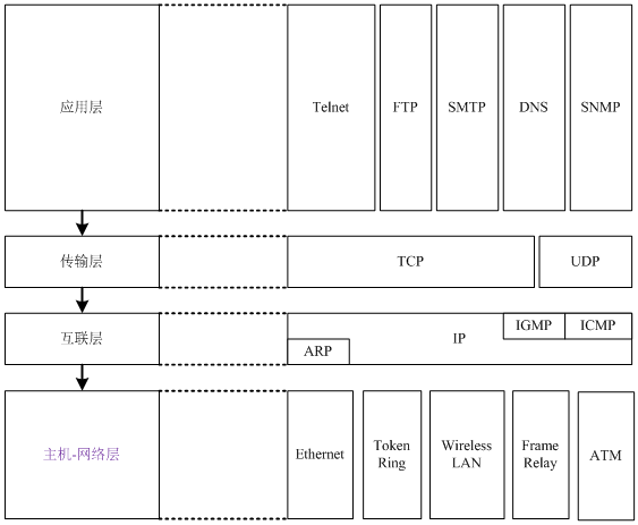 应用层
Telnet
FTP
SMTP
DNS
SNMP
传输层
TCP
UDP
互联层
IP
IGMP
ICMP
ARP
主机-网络层
Ethernet
Token
Ring
Wireless
LAN
Frame
Relay
ATM